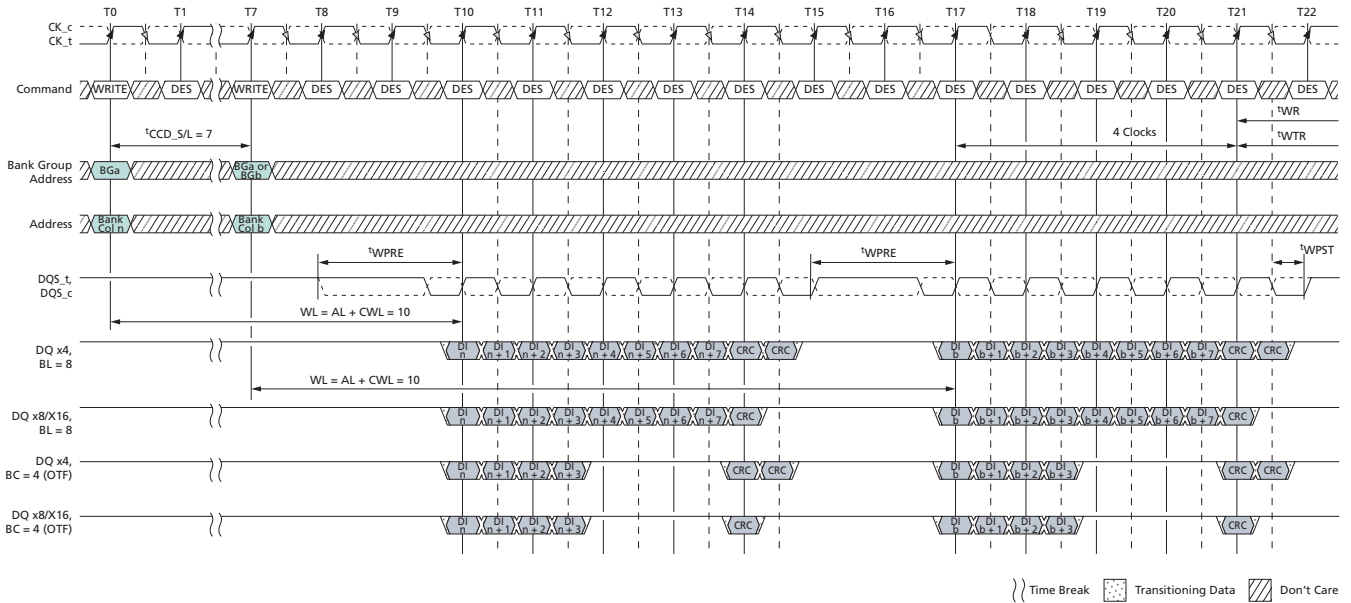 T0 T1 T7 T8 T9 T10 T11 T12 T13 T14 T15 T16 T17 T18 T19 T20 T21 T22
CK_c
CK_t
Command WRITE DES WRITE DES DES DES DES DES DES DES DES DES DES DES DES DES DES DES
tWR
tCCD_S/L = 7
4 Clocks
tWTR
Bank Group
Address
BGa
BGa or
BGb
Address
Bank
Col n
Bank
Col b
tWPRE tWPRE tWPST
DQS_t,
DQS_c
WL = AL + CWL = 10
DQ x4,
BL = 8
DI
n
DI
n + 1
DI
n + 2
DI
n + 3
DI
n + 4
DI
n + 5
DI
n + 6
DI
n + 7
CRC CRC
DI
b
DI
b + 1
DI
b + 2
DI
b + 3
DI
b + 4
DI
b + 5
DI
b + 6
DI
b + 7
CRC CRC
WL = AL + CWL = 10
DQ x8/X16,
BL = 8
DI
n
DI
n + 1
DI
n + 2
DI
n + 3
DI
n + 4
DI
n + 5
DI
n + 6
DI
n + 7
CRC
DI
b
DI
b + 1
DI
b + 2
DI
b + 3
DI
b + 4
DI
b + 5
DI
b + 6
DI
b + 7
CRC
DQ x4,
BC = 4 (OTF)
DI
n
DI
n + 1
DI
n + 2
DI
n + 3
CRC CRC
DI
b
DI
b + 1
DI
b + 2
DI
b + 3
CRC CRC
DQ x8/X16,
BC = 4 (OTF)
DI
n
DI
n + 1
DI
n + 2
DI
n + 3
CRC
DI
b
DI
b + 1
DI
b + 2
DI
b + 3
CRC
Time Break Transitioning Data Don't Care